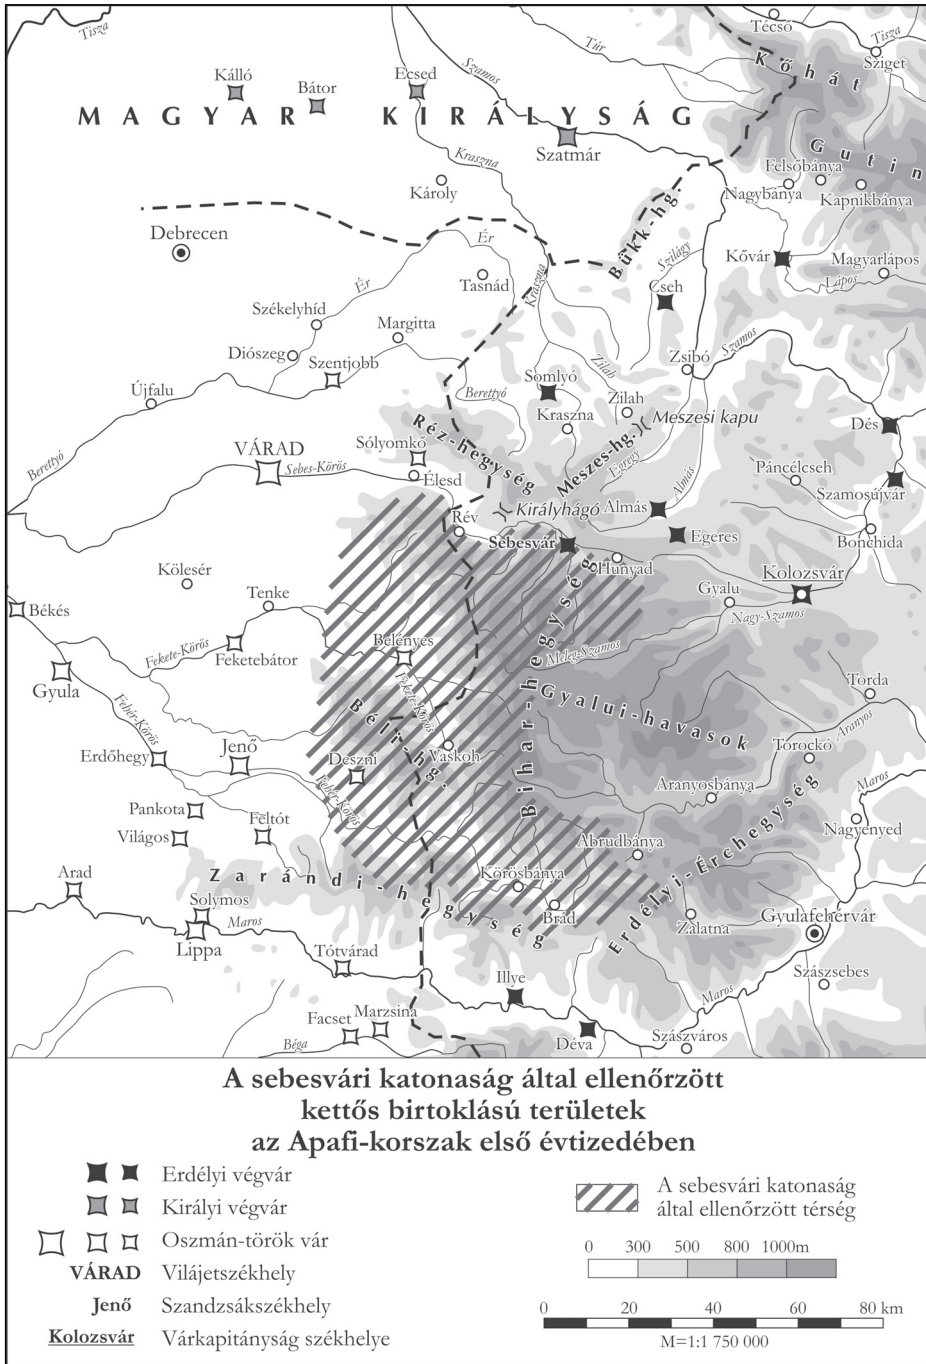 Tisza
Técső
Tisza
Sziget
Túr
Kőhát
Kálló
Bátor
Ecsed
Szamos
MAGYAR KIRÁLYSÁG
Szatmár
Gutin
Kraszna
Felsőbánya
Nagybánya
Kapnikbánya
Károly
Bükk-hg.
Debrecen
Ér
Ér
Tasnád
Kraszna
Szilágy
Kővár
Magyarlápos
Lápos
Cseh
Székelyhíd
Margitta
Diószeg
Szentjobb
Zsibó
Szamos
Újfalu
Berettyó
Somlyó
Zilah
Zilah
Kraszna
Meszesi kapu
Dés
Réz-hegység
Meszes-hg.
Egregy
Almás
Berettyó
VÁRAD
Sebes-Körös
Sólyomkő
Élesd
Páncélcseh
Szamosújvár
Királyhágó
Almás
Rév
Sebesvár
Egeres
Bonchida
Hunyad
Kölesér
Kolozsvár
Gyalu
Nagy-Szamos
Békés
Tenke
Fekete-Körös
Feketebátor
Belényes
Meleg-Szamos
Gyula
Fekete-Körös
Bihar-hegység
Gyalui-havasok
Torda
Aranyos
Fehér-Körös
Béli-hg.
Erdőhegy
Jenő
Deszni
Vaskoh
Torockó
Fehér-Körös
Aranyosbánya
Maros
Pankota
Világos
Feltót
Nagyenyed
Abrudbánya
Erdélyi-Érchegység
Zarándi-hegység
Arad
Körösbánya
Solymos
Brád
Zalatna
Gyulafehérvár
Maros
Lippa
Tótvárad
Illye
Szászsebes
Maros
Facset
Marzsina
Béga
Déva
Szászváros
A sebesvári katonaság által ellenőrzött
kettős birtoklású területek
az Apafi-korszak első évtizedében
Erdélyi végvár
Királyi végvár
Oszmán-török vár
VÁRAD Vilájetszékhely
Jenő Szandzsákszékhely
Kolozsvár Várkapitányság székhelye
A sebesvári katonaság
által ellenőrzött térség
0 300 500 800 1000m
0 20 40 60 80 km
M=1:1 750 000